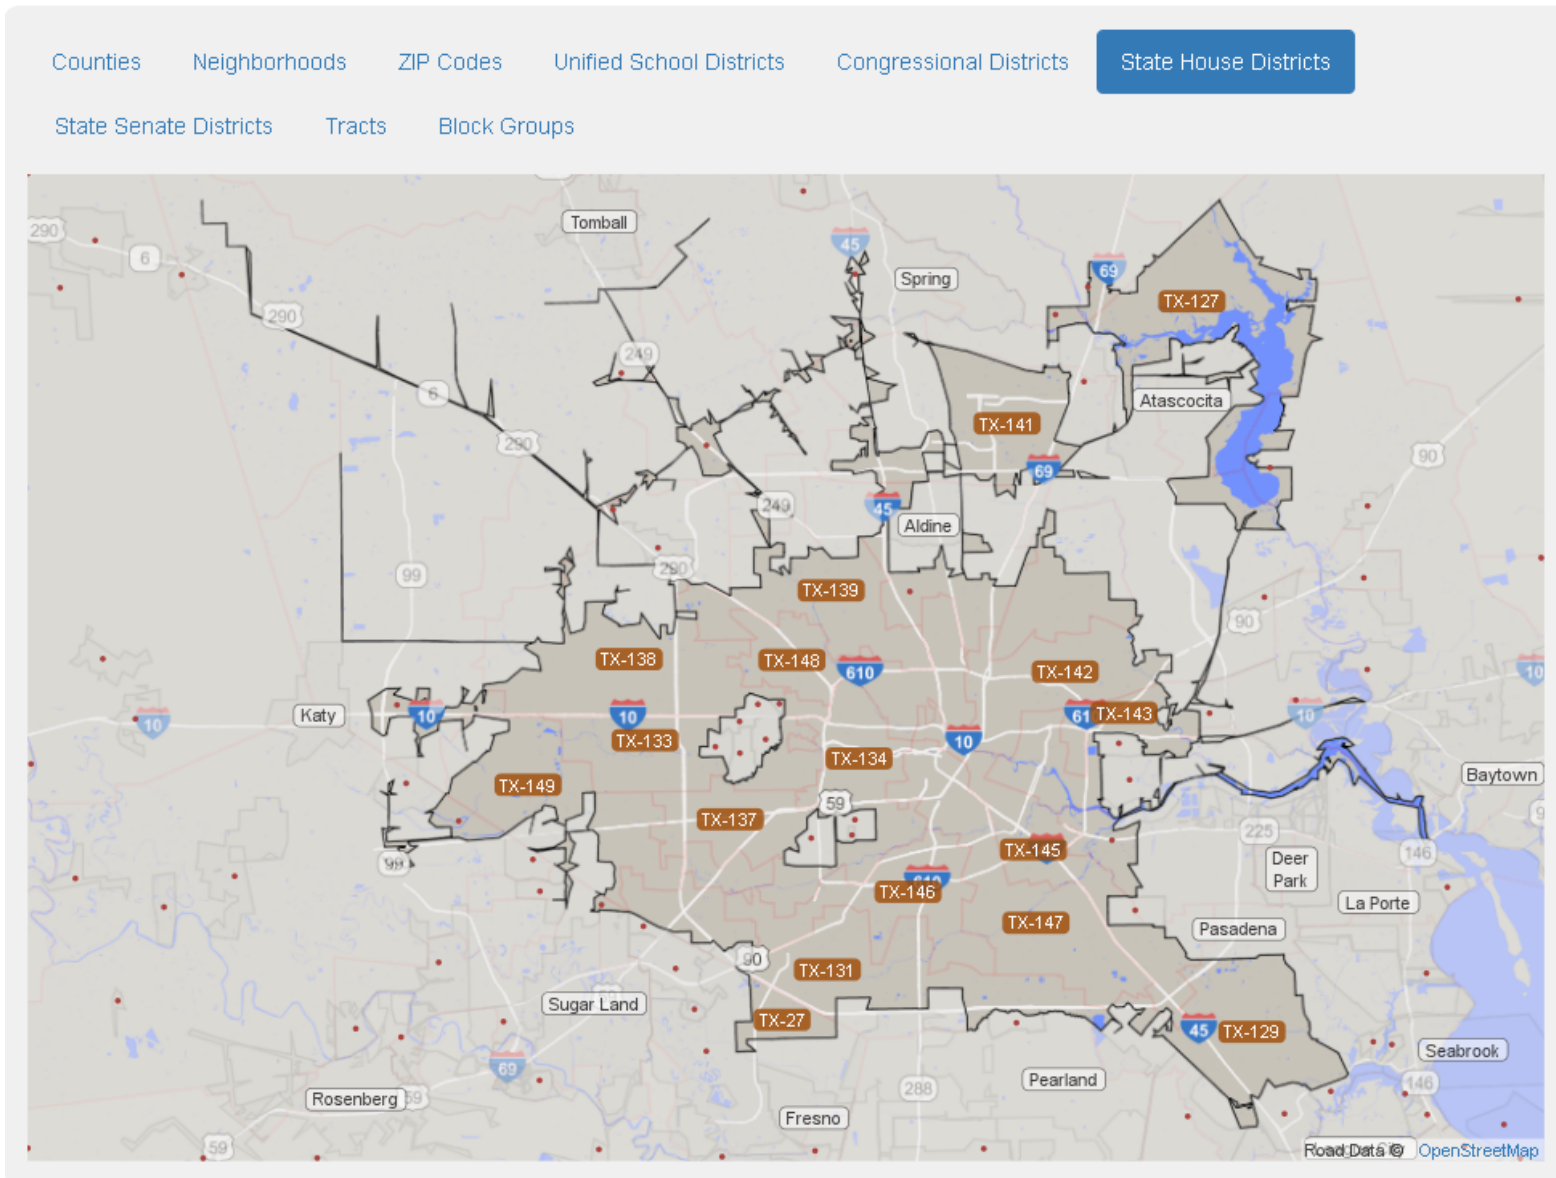 Counties Neighborhoods ZIP Codes Unified School Districts Congressional Districts State House Districts
State Senate Districts Tracts Block Groups
Tomball
290
45
6
69
Spring
TX-127
290
249
6
Atascocita
TX-141
290
90
69
249
45
Aldine
290
99
TX-139
90
TX-138
TX-148
610
TX-142
10
Katy
10
10
10
61
TX-143
10
TX-133
10
TX-134
Baytown
TX-149
59
9
TX-137
225
TX-145
146
99
Deer
Park
610
TX-146
La Porte
TX-147
Pasadena
90
TX-131
59
Sugar Land
TX-27
45
TX-129
Seabrook
69
Pearland
146
288
Rosenberg
59
Fresno
59
Road Data © OpenStreetMap